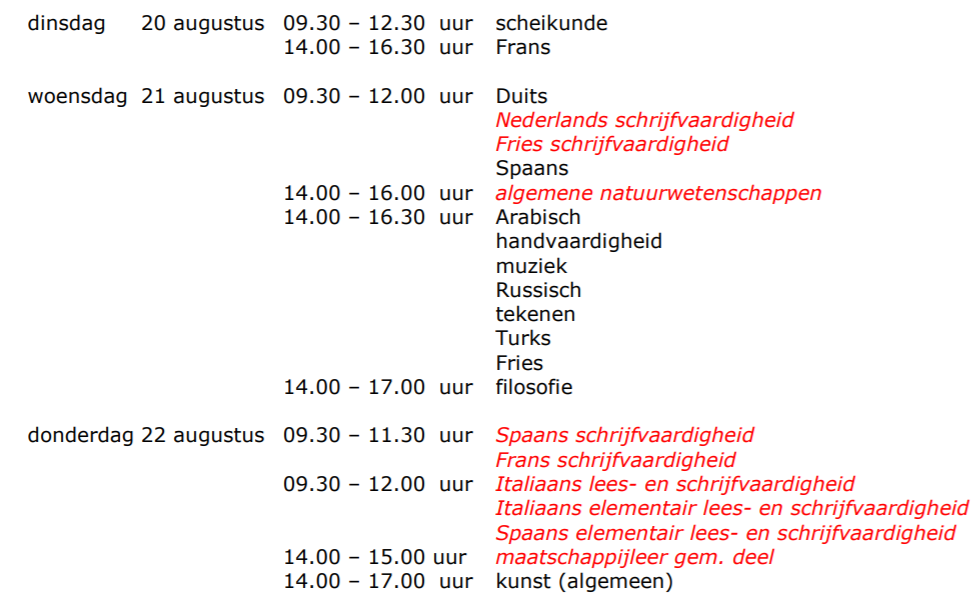 dinsdag 20 augustus 09.30 – 12.30 uur scheikunde
14.00 – 16.30 uur Frans
woensdag 21 augustus 09.30 – 12.00 uur Duits
Nederlands schrijfvaardigheid
Fries schrijfvaardigheid
Spaans
14.00 – 16.00 uur algemene natuurwetenschappen
14.00 – 16.30 uur Arabisch
handvaardigheid
muziek
Russisch
tekenen
Turks
Fries
14.00 – 17.00 uur filosofie
donderdag 22 augustus 09.30 – 11.30 uur Spaans schrijfvaardigheid
Frans schrijfvaardigheid
09.30 – 12.00 uur Italiaans lees- en schrijfvaardigheid
Italiaans elementair lees- en schrijfvaardigheid
Spaans elementair lees- en schrijfvaardigheid
14.00 – 15.00 uur maatschappijleer gem. deel
14.00 – 17.00 uur kunst (algemeen)